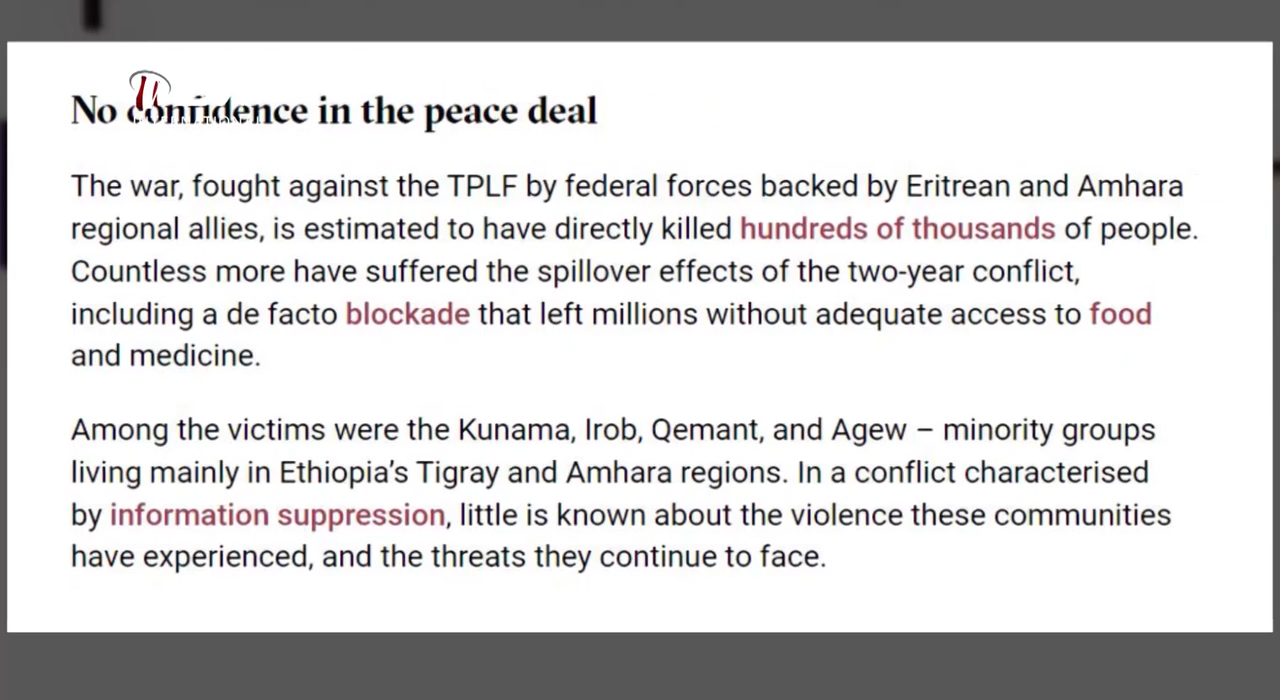 No confidence in the peace deal
The war, fought against the TPLF by federal forces backed by Eritrean and Amhara
regional allies, is estimated to have directly killed hundreds of thousands of people.
Countless more have suffered the spillover effects of the two-year conflict,
including a de facto blockade that left millions without adequate access to food
and medicine.
Among the victims were the Kunama, Irob, Qemant, and Agew – minority groups
living mainly in Ethiopia’s Tigray and Amhara regions. In a conflict characterised
by information suppression, little is known about the violence these communities
have experienced, and the threats they continue to face.